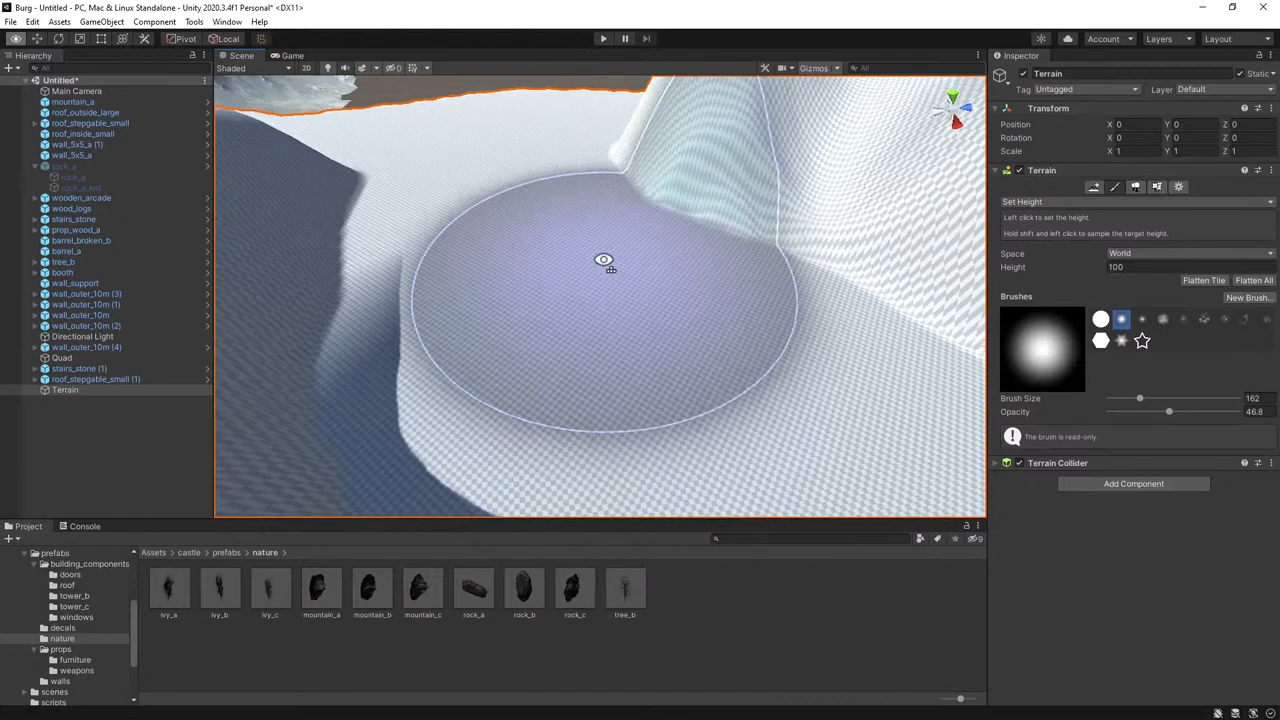 Burg - Untitled - PC, Mac & Linux Standalone - Unity 2020.3.4f1 Personal* <DX11>
File Edit Assets GameObject Component Tools Window Help
Pivot Local Account Layers Layout
Hierarchy Scene Game Inspector
All Shaded 2D 0 Gizmos All
Untitled*
Main Camera
mountain_a
roof_outside_large
roof_stepgable_small
roof_inside_small
wall_5x5_a (1)
wall_5x5_a
rock_a
rock_a
rock_a_lod
wooden_arcade
wood_logs
stairs_stone
prop_wood_a
barrel_broken_b
barrel_a
tree_b
booth
wall_support
wall_outer_10m (3)
wall_outer_10m (1)
wall_outer_10m
wall_outer_10m (2)
Directional Light
wall_outer_10m (4)
Quad
stairs_stone (1)
roof_stepgable_small (1)
Terrain
Terrain Static
Tag Untagged Layer Default
Transform
Position X 0 Y 0 Z 0
Rotation X 0 Y 0 Z 0
Scale X 1 Y 1 Z 1
Terrain
Set Height
Left click to set the height.
Hold shift and left click to sample the target height.
Space World
Height 100
Flatten Tile Flatten All
Brushes New Brush...
Brush Size 162
Opacity 46.8
The brush is read-only.
Terrain Collider
Add Component
Project Console
9
prefabs
building_components
doors
roof
tower_b
tower_c
windows
decals
nature
props
furniture
weapons
walls
scenes
scripts
Assets > castle > prefabs > nature >
ivy_a ivy_b ivy_c mountain_a mountain_b mountain_c rock_a rock_b rock_c tree_b